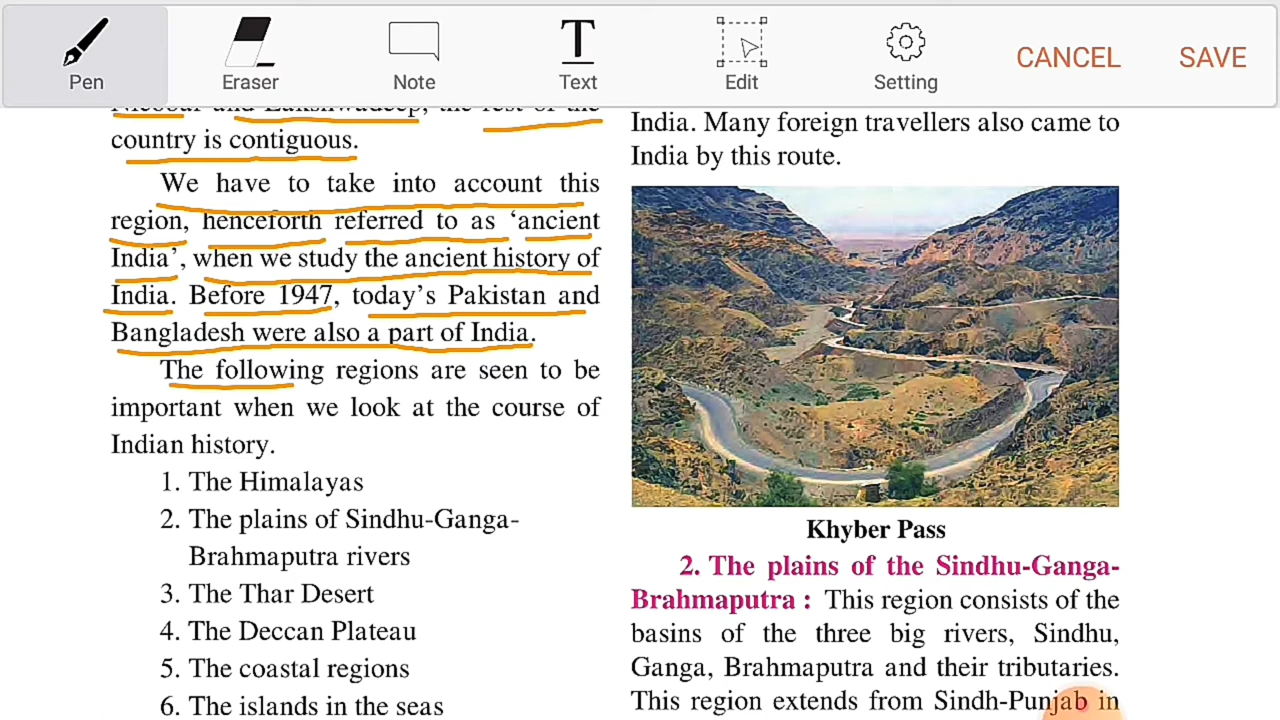 Pen
Eraser
Note
Text
Edit
Setting
CANCEL
SAVE
Nicobar and Lakshwadeep, the rest of the
country is contiguous.
We have to take into account this
region, henceforth referred to as ‘ancient
India’, when we study the ancient history of
India. Before 1947, today’s Pakistan and
Bangladesh were also a part of India.
The following regions are seen to be
important when we look at the course of
Indian history.
1. The Himalayas
2. The plains of Sindhu-Ganga-
Brahmaputra rivers
3. The Thar Desert
4. The Deccan Plateau
5. The coastal regions
6. The islands in the seas
India. Many foreign travellers also came to
India by this route.
Khyber Pass
2. The plains of the Sindhu-Ganga-
Brahmaputra : This region consists of the
basins of the three big rivers, Sindhu,
Ganga, Brahmaputra and their tributaries.
This region extends from Sindh-Punjab in